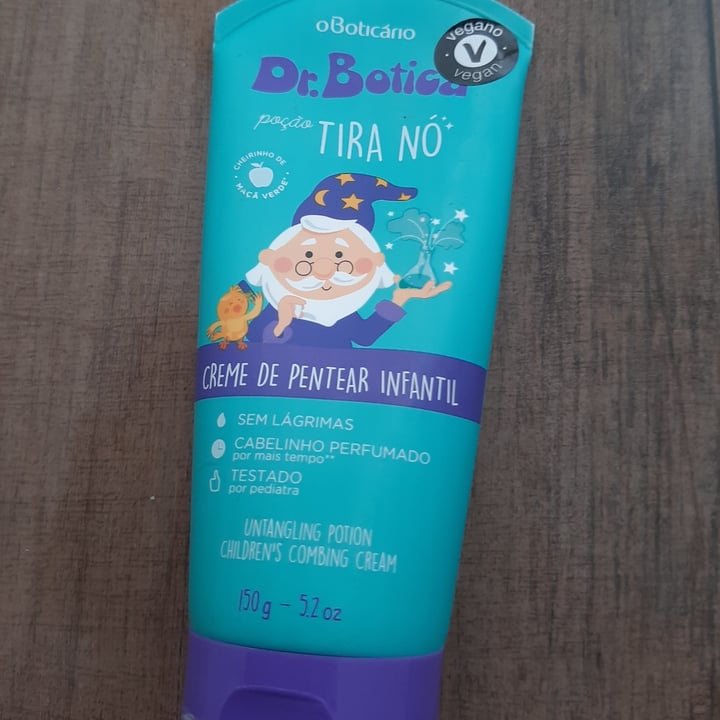 oBoticário
vegano
V
vegan
Dr. Botica
poção
TIRA NÓ
CHEIRINHO DE
MAÇÃ VERDE*
CREME DE PENTEAR INFANTIL
SEM LÁGRIMAS
CABELINHO PERFUMADO
por mais tempo**
TESTADO
por pediatra
UNTANGLING POTION
CHILDREN'S COMBING CREAM
150 g - 5.2 oz